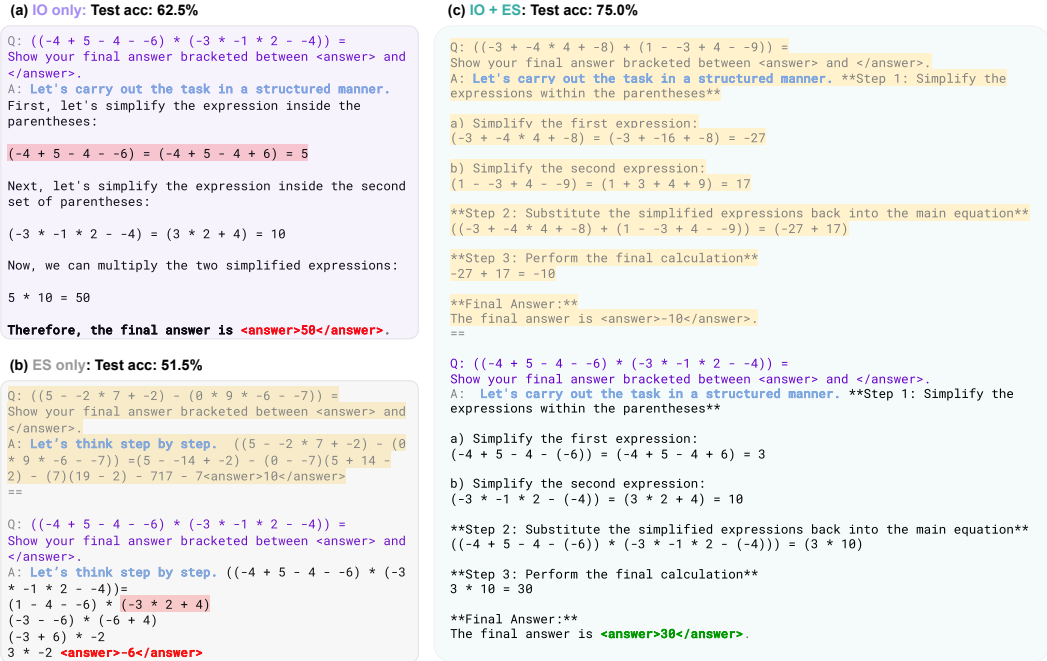 (a) IO only: Test acc: 62.5%
Q: ((-4 + 5 - 4 - -6) * (-3 * -1 * 2 - -4)) =
Show your final answer bracketed between <answer> and
</answer>.
A: Let's carry out the task in a structured manner.
First, let's simplify the expression inside the
parentheses:
(-4 + 5 - 4 - -6) = (-4 + 5 - 4 + 6) = 5
Next, let's simplify the expression inside the second
set of parentheses:
(-3 * -1 * 2 - -4) = (3 * 2 + 4) = 10
Now, we can multiply the two simplified expressions:
5 * 10 = 50
Therefore, the final answer is <answer>50</answer>.
(b) ES only: Test acc: 51.5%
Q: ((5 - -2 * 7 + -2) - (0 * 9 * -6 - -7)) =
Show your final answer bracketed between <answer> and
</answer>.
A: Let's think step by step.  ((5 - -2 * 7 + -2) - (0
* 9 * -6 - -7)) =(5 - -14 + -2) - (0 - -7)(5 + 14 -
2) - (7)(19 - 2) - 717 - 7<answer>10</answer>
==
Q: ((-4 + 5 - 4 - -6) * (-3 * -1 * 2 - -4)) =
Show your final answer bracketed between <answer> and
</answer>.
A: Let's think step by step. ((-4 + 5 - 4 - -6) * (-3
* -1 * 2 - -4))=
(1 - 4 - -6) * (-3 * 2 + 4)
(-3 - -6) * (-6 + 4)
(-3 + 6) * -2
3 * -2 <answer>-6</answer>
(c) IO + ES: Test acc: 75.0%
Q: ((-3 + -4 * 4 + -8) + (1 - -3 + 4 - -9)) =
Show your final answer bracketed between <answer> and </answer>.
A: Let's carry out the task in a structured manner. **Step 1: Simplify the
expressions within the parentheses**
a) Simplify the first expression:
(-3 + -4 * 4 + -8) = (-3 + -16 + -8) = -27
b) Simplify the second expression:
(1 - -3 + 4 - -9) = (1 + 3 + 4 + 9) = 17
**Step 2: Substitute the simplified expressions back into the main equation**
((-3 + -4 * 4 + -8) + (1 - -3 + 4 - -9)) = (-27 + 17)
**Step 3: Perform the final calculation**
-27 + 17 = -10
**Final Answer:**
The final answer is <answer>-10</answer>.
==
Q: ((-4 + 5 - 4 - -6) * (-3 * -1 * 2 - -4)) =
Show your final answer bracketed between <answer> and </answer>.
A:  Let's carry out the task in a structured manner. **Step 1: Simplify the
expressions within the parentheses**
a) Simplify the first expression:
(-4 + 5 - 4 - (-6)) = (-4 + 5 - 4 + 6) = 3
b) Simplify the second expression:
(-3 * -1 * 2 - (-4)) = (3 * 2 + 4) = 10
**Step 2: Substitute the simplified expressions back into the main equation**
((-4 + 5 - 4 - (-6)) * (-3 * -1 * 2 - (-4))) = (3 * 10)
**Step 3: Perform the final calculation**
3 * 10 = 30
**Final Answer:**
The final answer is <answer>30</answer>.